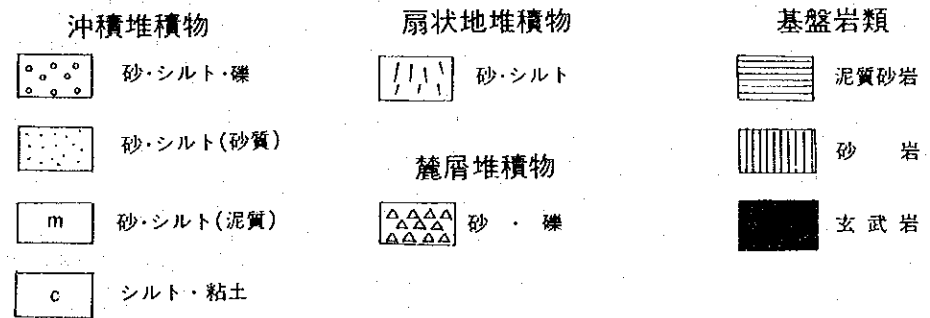 沖積堆積物
砂・シルト・礫
砂・シルト(砂質)
m
砂・シルト(泥質)
c
シルト・粘土
扇状地堆積物
砂・シルト
麓屑堆積物
砂・礫
基盤岩類
泥質砂岩
砂岩
玄武岩